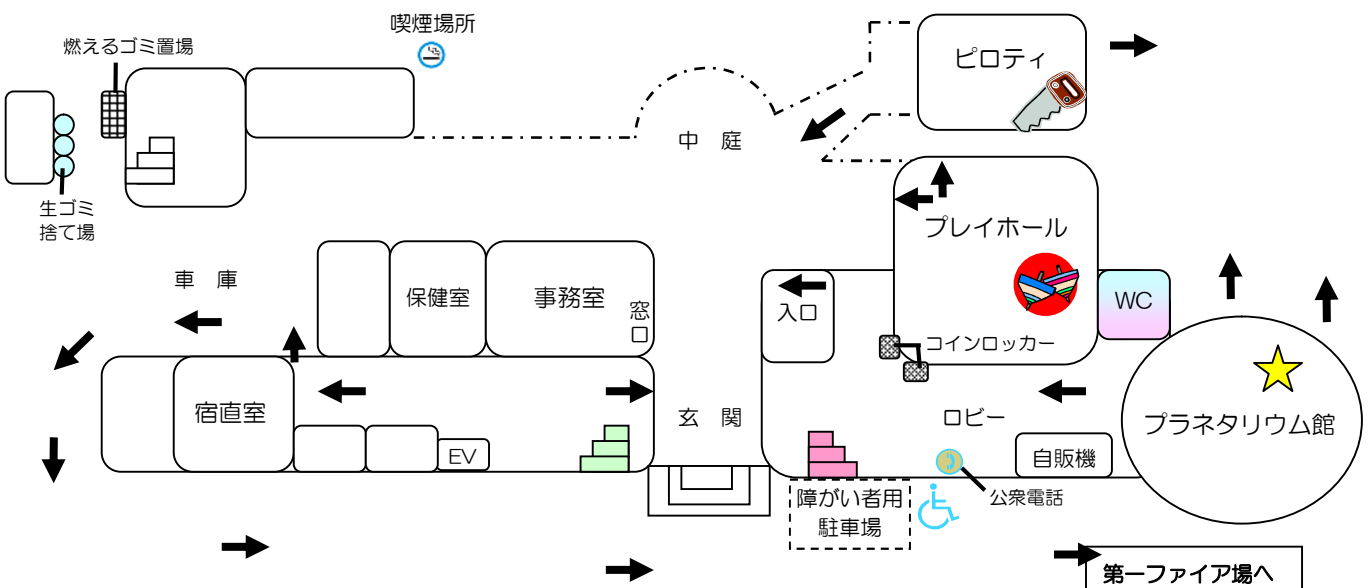 喫煙場所
燃えるゴミ置場
ピロティ
中 庭
生ゴミ
捨て場
プレイホール
車 庫
保健室
事務室
窓
口
入口
WC
コインロッカー
宿直室
玄 関
ロビー
プラネタリウム館
EV
自販機
公衆電話
障がい者用
駐車場
第一ファイア場へ